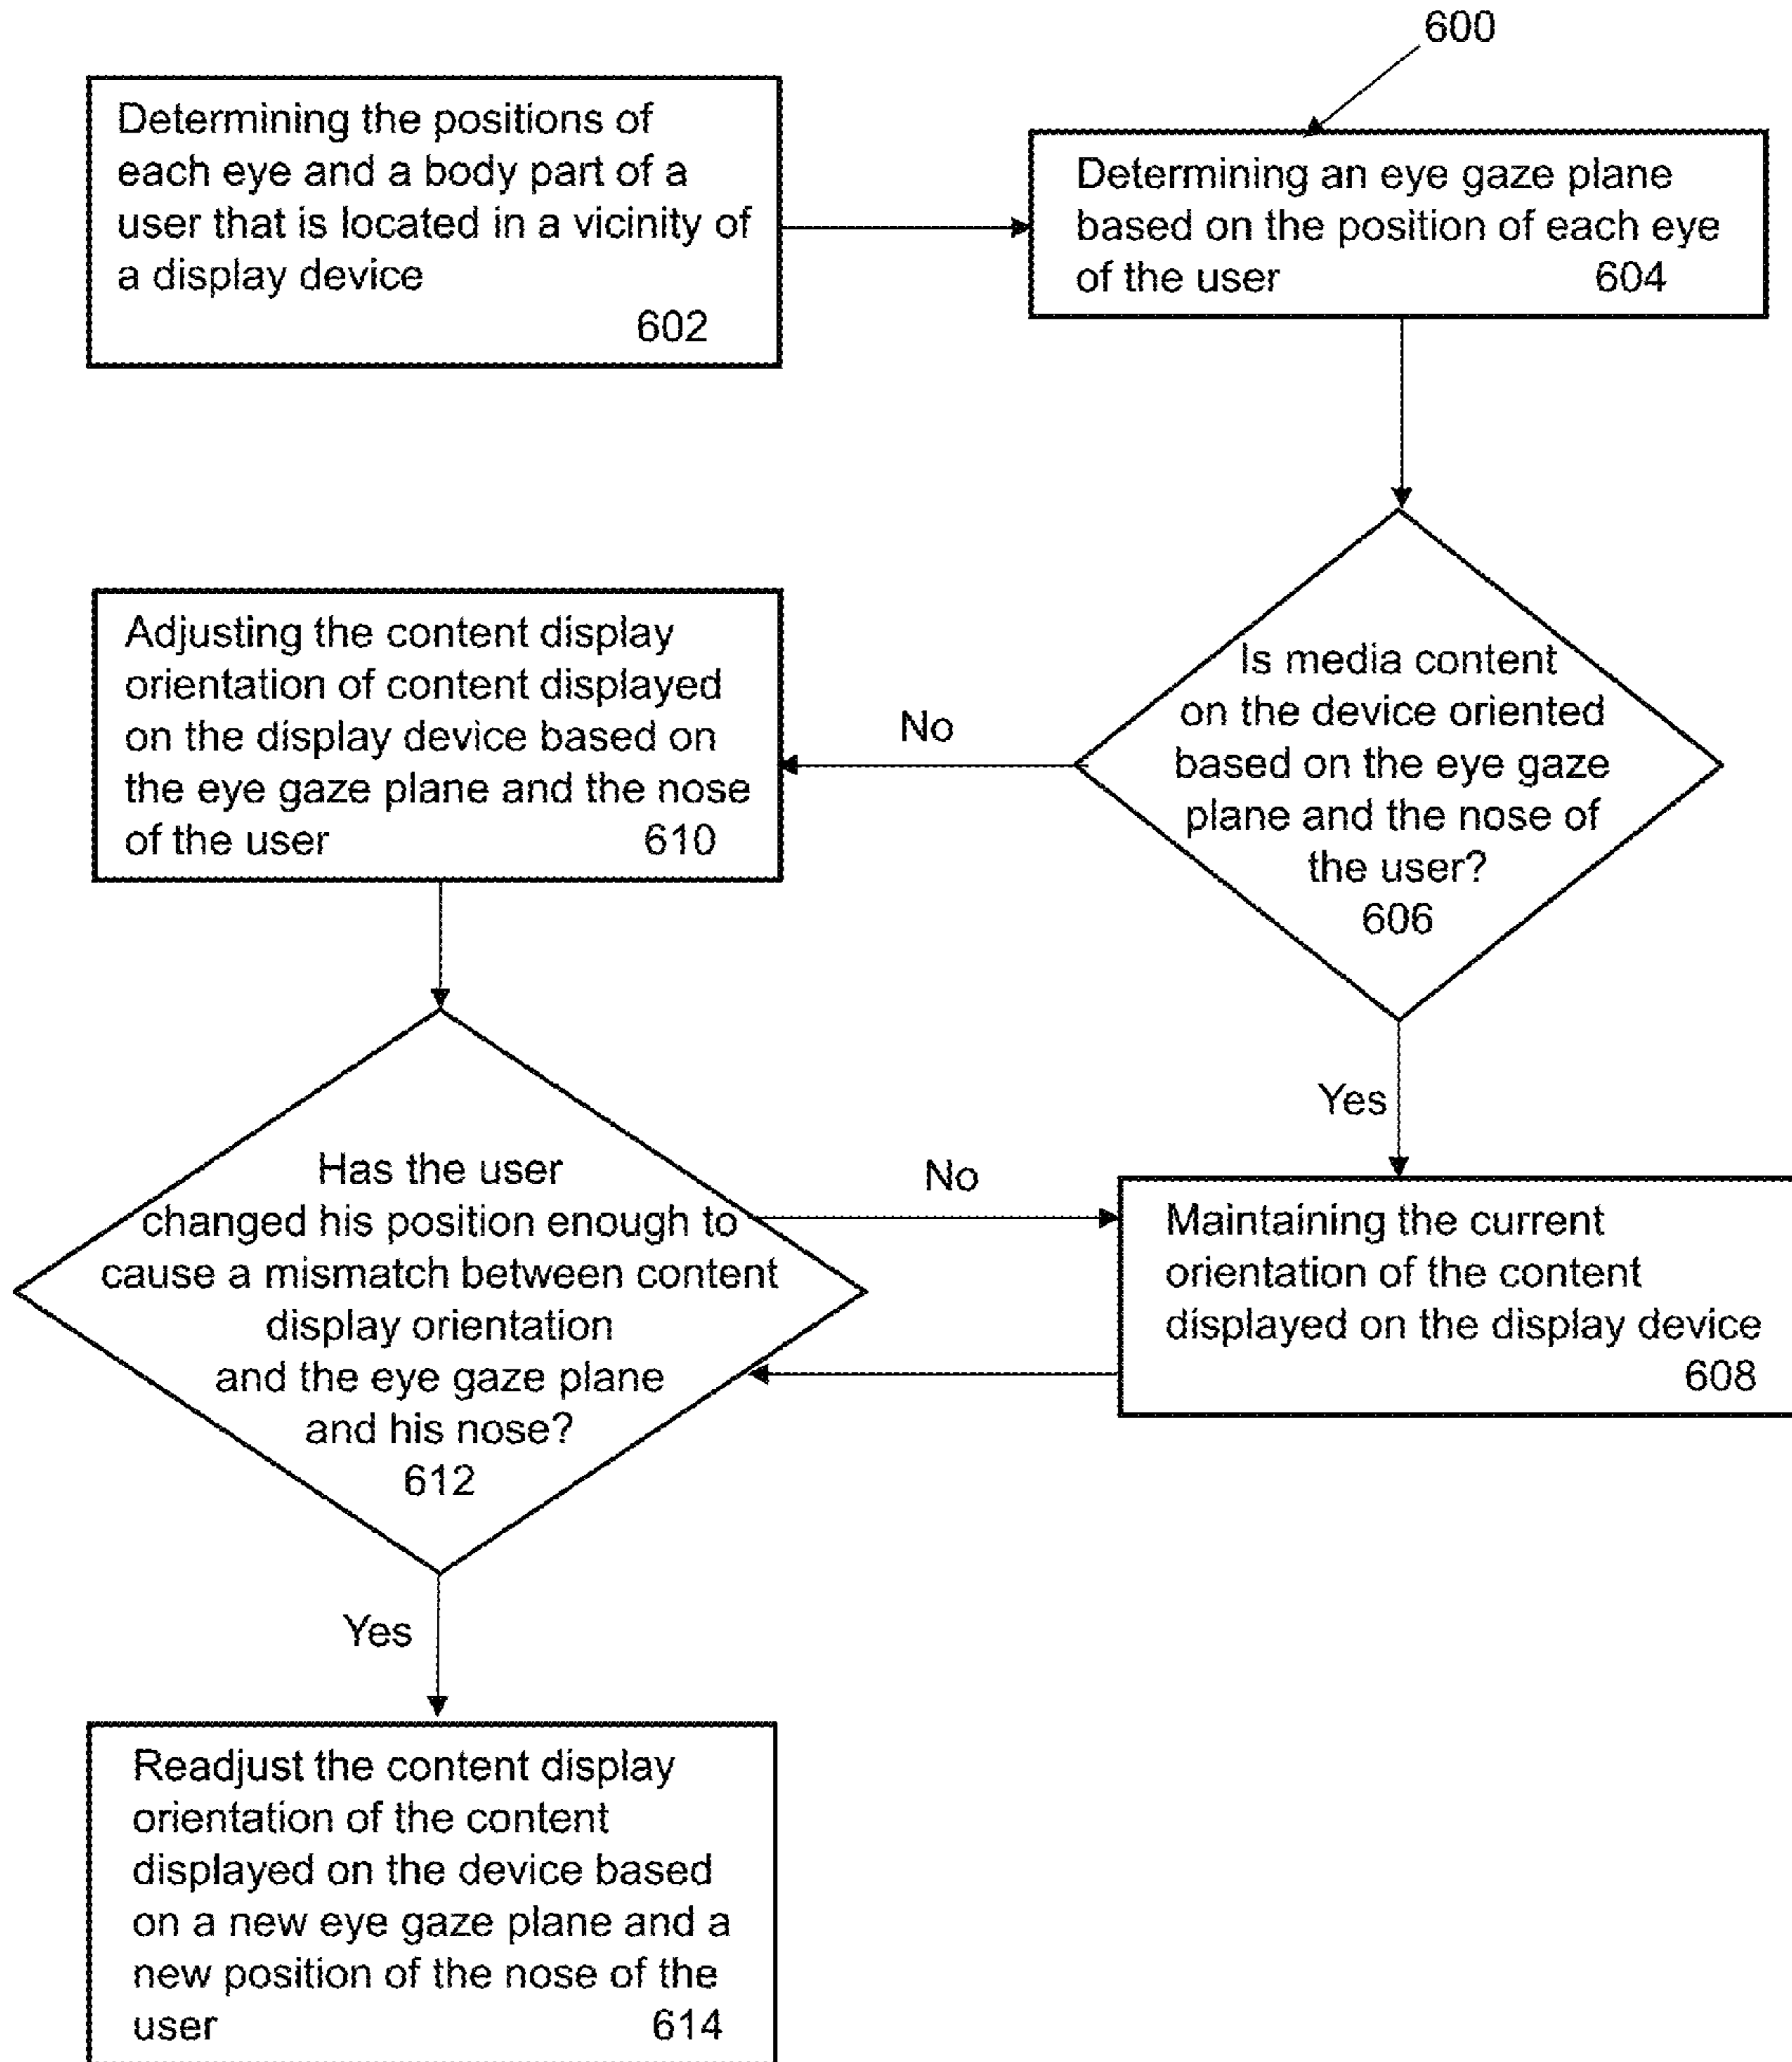 600
Determining the positions of
each eye and a body part of a
user that is located in a vicinity of
a display device
602
Determining an eye gaze plane
based on the position of each eye
of the user 604
Is media content
on the device oriented
based on the eye gaze
plane and the nose of
the user?
606
No
Yes
Adjusting the content display
orientation of content displayed
on the display device based on
the eye gaze plane and the nose
of the user 610
Has the user
changed his position enough to
cause a mismatch between content
display orientation
and the eye gaze plane
and his nose?
612
No
Maintaining the current
orientation of the content
displayed on the display device
608
Yes
Readjust the content display
orientation of the content
displayed on the device based
on a new eye gaze plane and a
new position of the nose of the
user 614